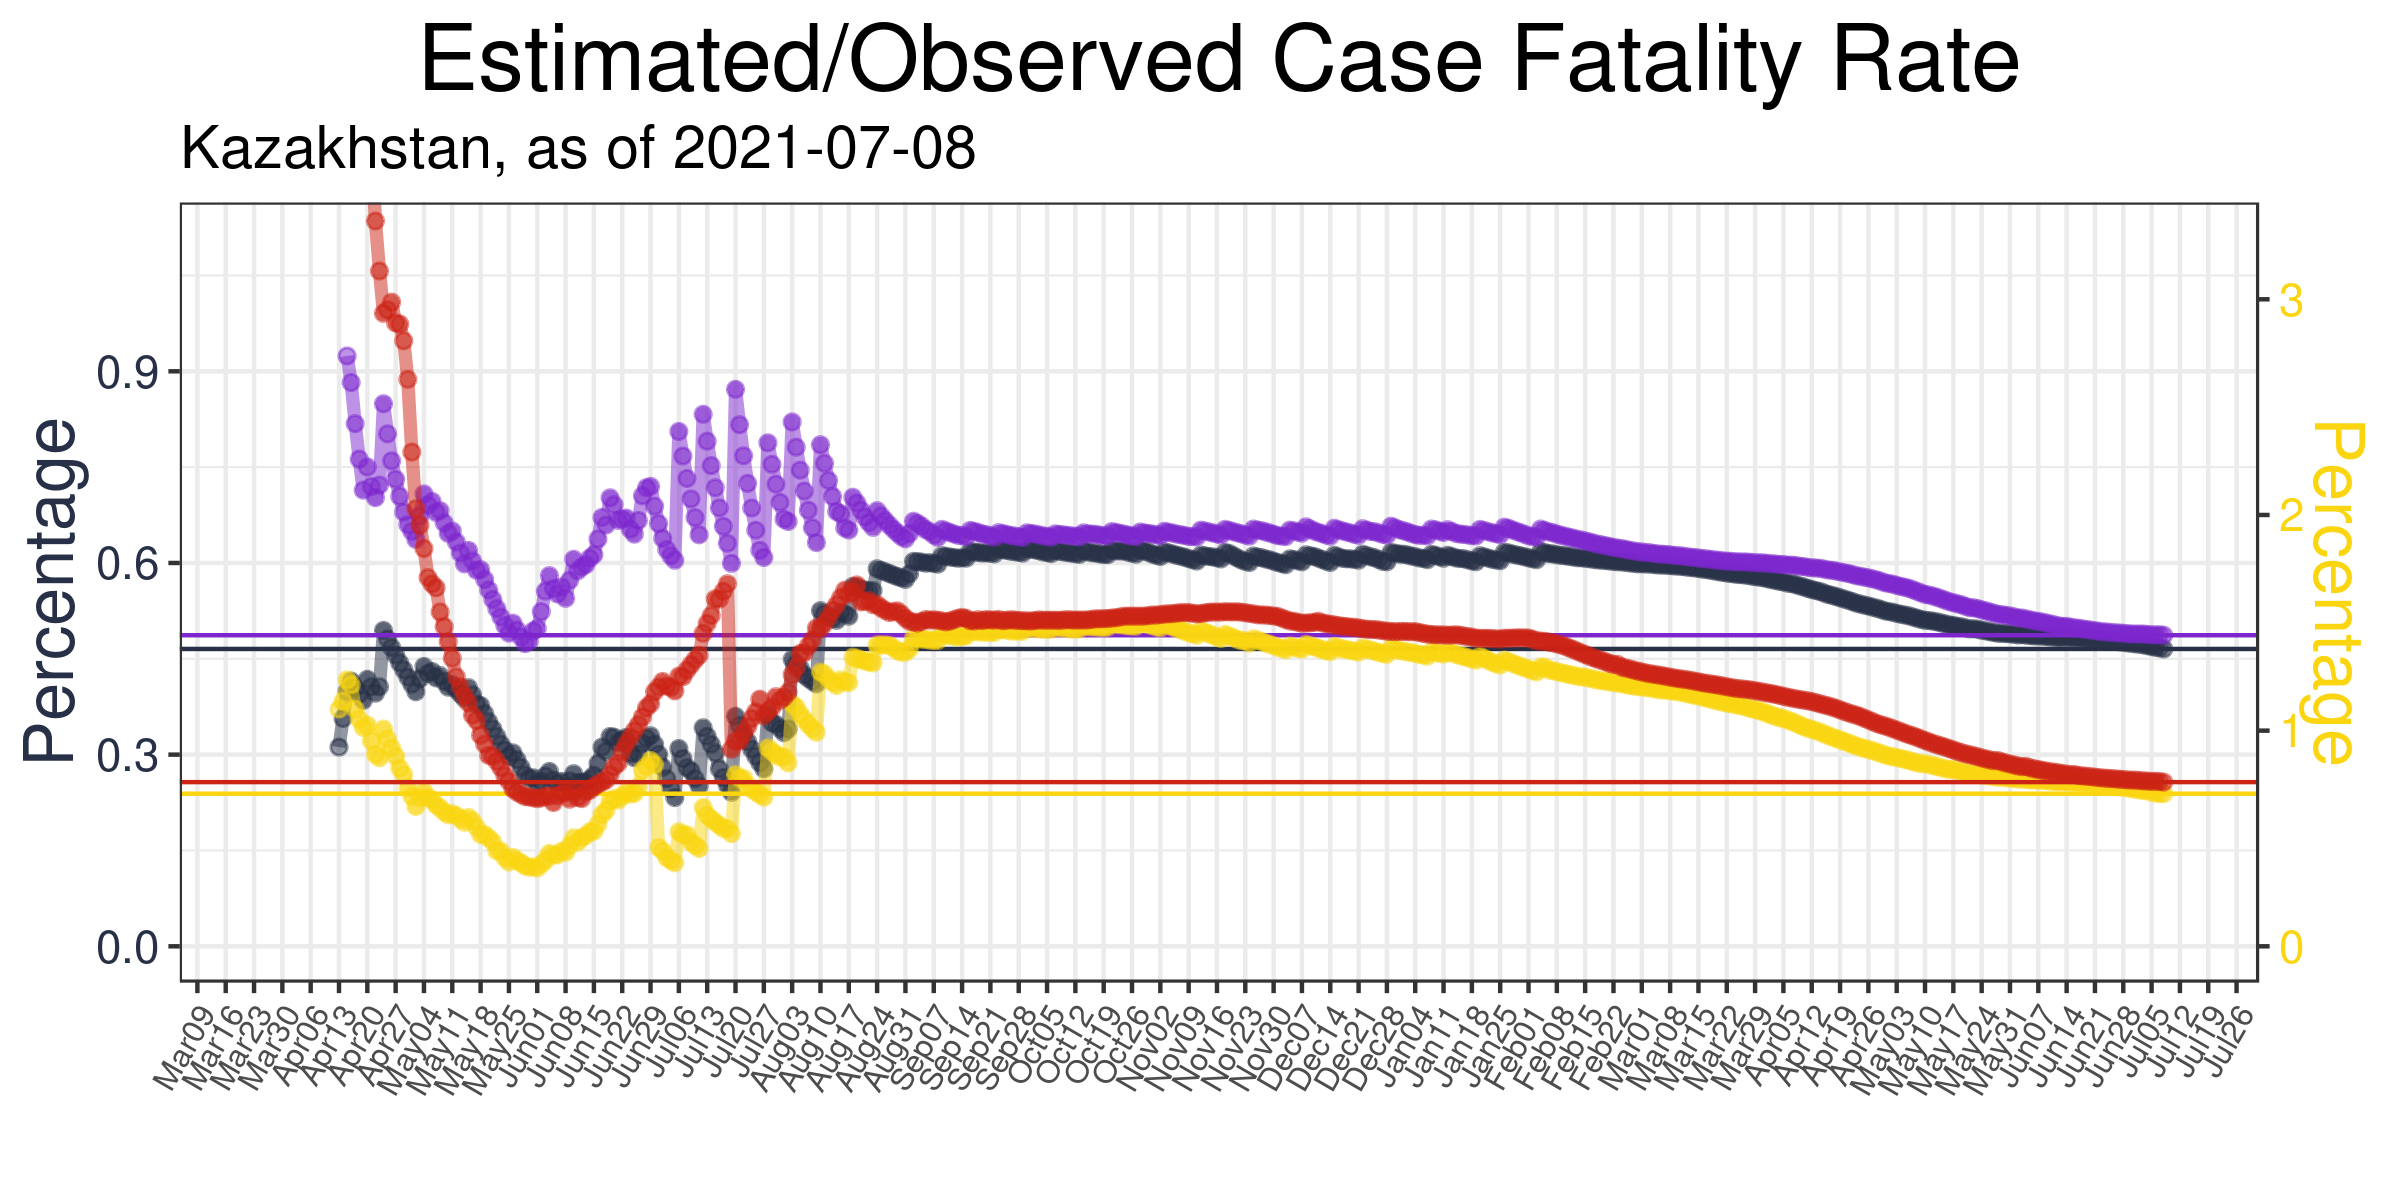 Estimated/Observed Case Fatality Rate
Kazakhstan, as of 2021-07-08
Percentage
0.9
0.6
0.3
0.0
3
2
1
0
Percentage
Mar09 Mar16 Mar23 Mar30 Apr06 Apr13 Apr20 Apr27 May04 May11 May18 May25 Jun01 Jun08 Jun15 Jun22 Jun29 Jul06 Jul13 Jul20 Jul27 Aug03 Aug10 Aug17 Aug24 Aug31 Sep07 Sep14 Sep21 Sep28 Oct05 Oct12 Oct19 Oct26 Nov02 Nov09 Nov16 Nov23 Nov30 Dec07 Dec14 Dec21 Dec28 Jan04 Jan11 Jan18 Jan25 Feb01 Feb08 Feb15 Feb22 Mar01 Mar08 Mar15 Mar22 Mar29 Apr05 Apr12 Apr19 Apr26 May03 May10 May17 May24 May31 Jun07 Jun14 Jun21 Jun28 Jul05 Jul12 Jul19 Jul26